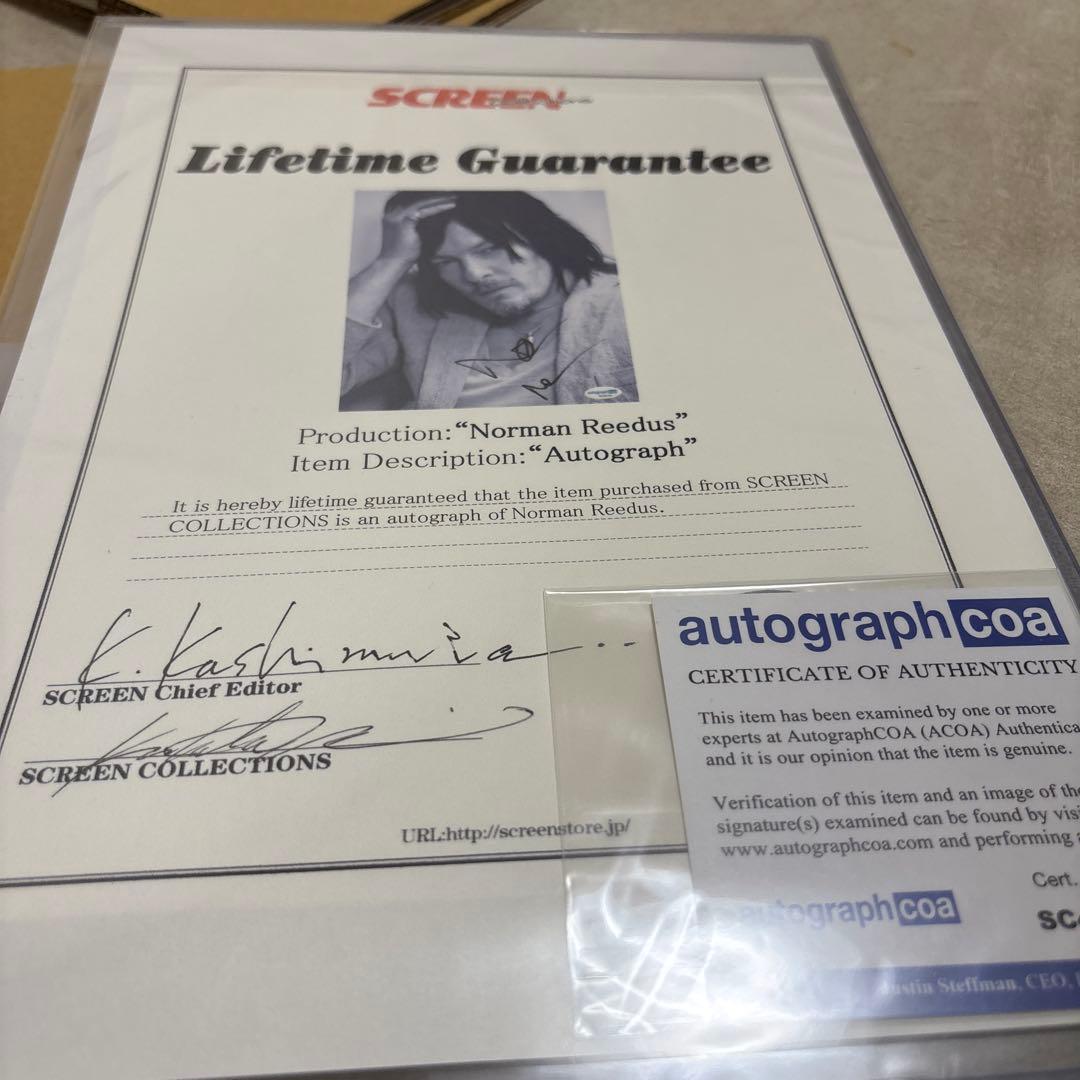 SCREEN
Lifetime Guarantee
Production:“Norman Reedus”
Item Description:“Autograph”
It is hereby lifetime guaranteed that the item purchased from SCREEN
COLLECTIONS is an autograph of Norman Reedus.
K. Kashimura
SCREEN Chief Editor
SCREEN COLLECTIONS
URL:http://screenstore.jp/
autographcoa
CERTIFICATE OF AUTHENTICITY
This item has been examined by one or more
experts at AutographCOA (ACOA) Authentica
and it is our opinion that the item is genuine.
Verification of this item and an image of the
signature(s) examined can be found by visi
www.autographcoa.com and performing a
Cert.
autographcoa
SC
Justin Steffman, CEO,